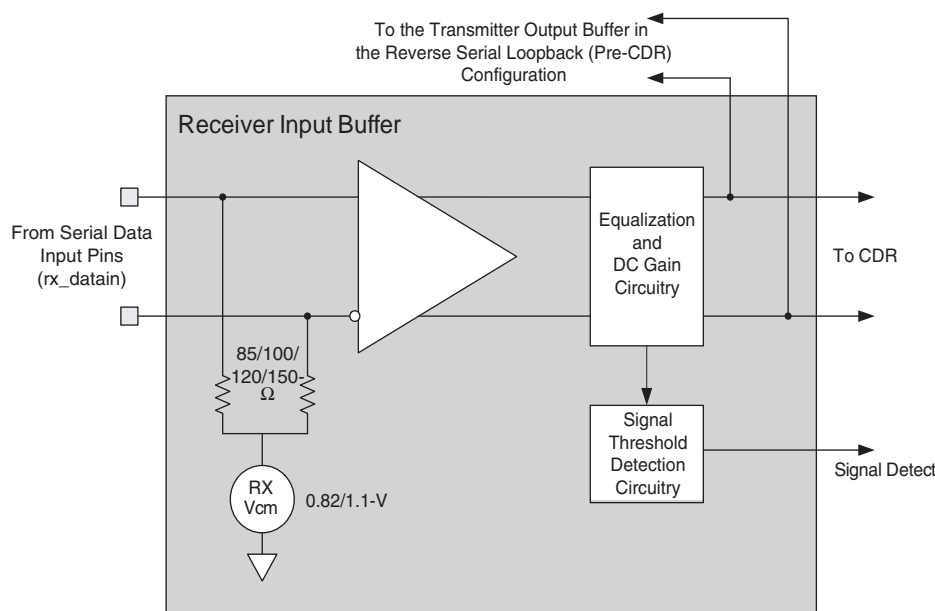 To the Transmitter Output Buffer in
the Reverse Serial Loopback (Pre-CDR)
Configuration
Receiver Input Buffer
From Serial Data
Input Pins
(rx_datain)
Equalization
and
DC Gain
Circuitry
To CDR
85/100/
120/150-
Ω
Signal
Threshold
Detection
Circuitry
Signal Detect
RX
Vcm
0.82/1.1-V